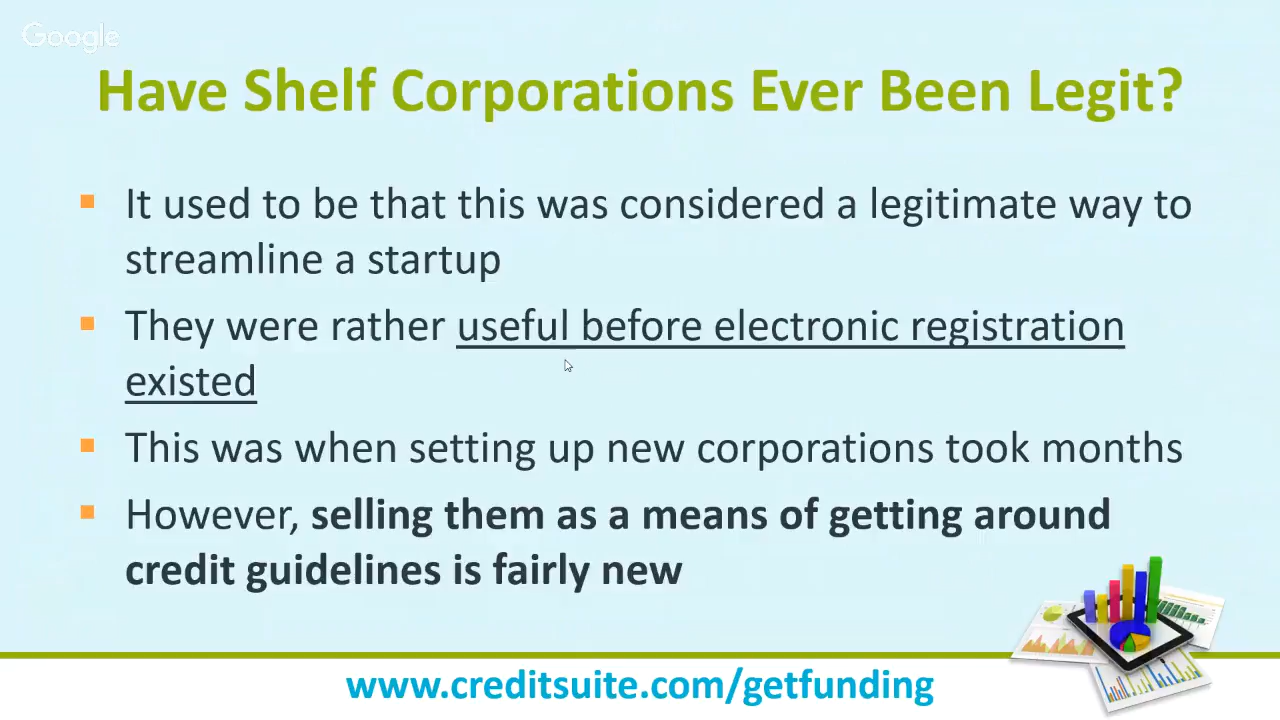 Google
Have Shelf Corporations Ever Been Legit?
It used to be that this was considered a legitimate way to
streamline a startup
They were rather useful before electronic registration
existed
This was when setting up new corporations took months
However, selling them as a means of getting around
credit guidelines is fairly new
www.creditsuite.com/getfunding